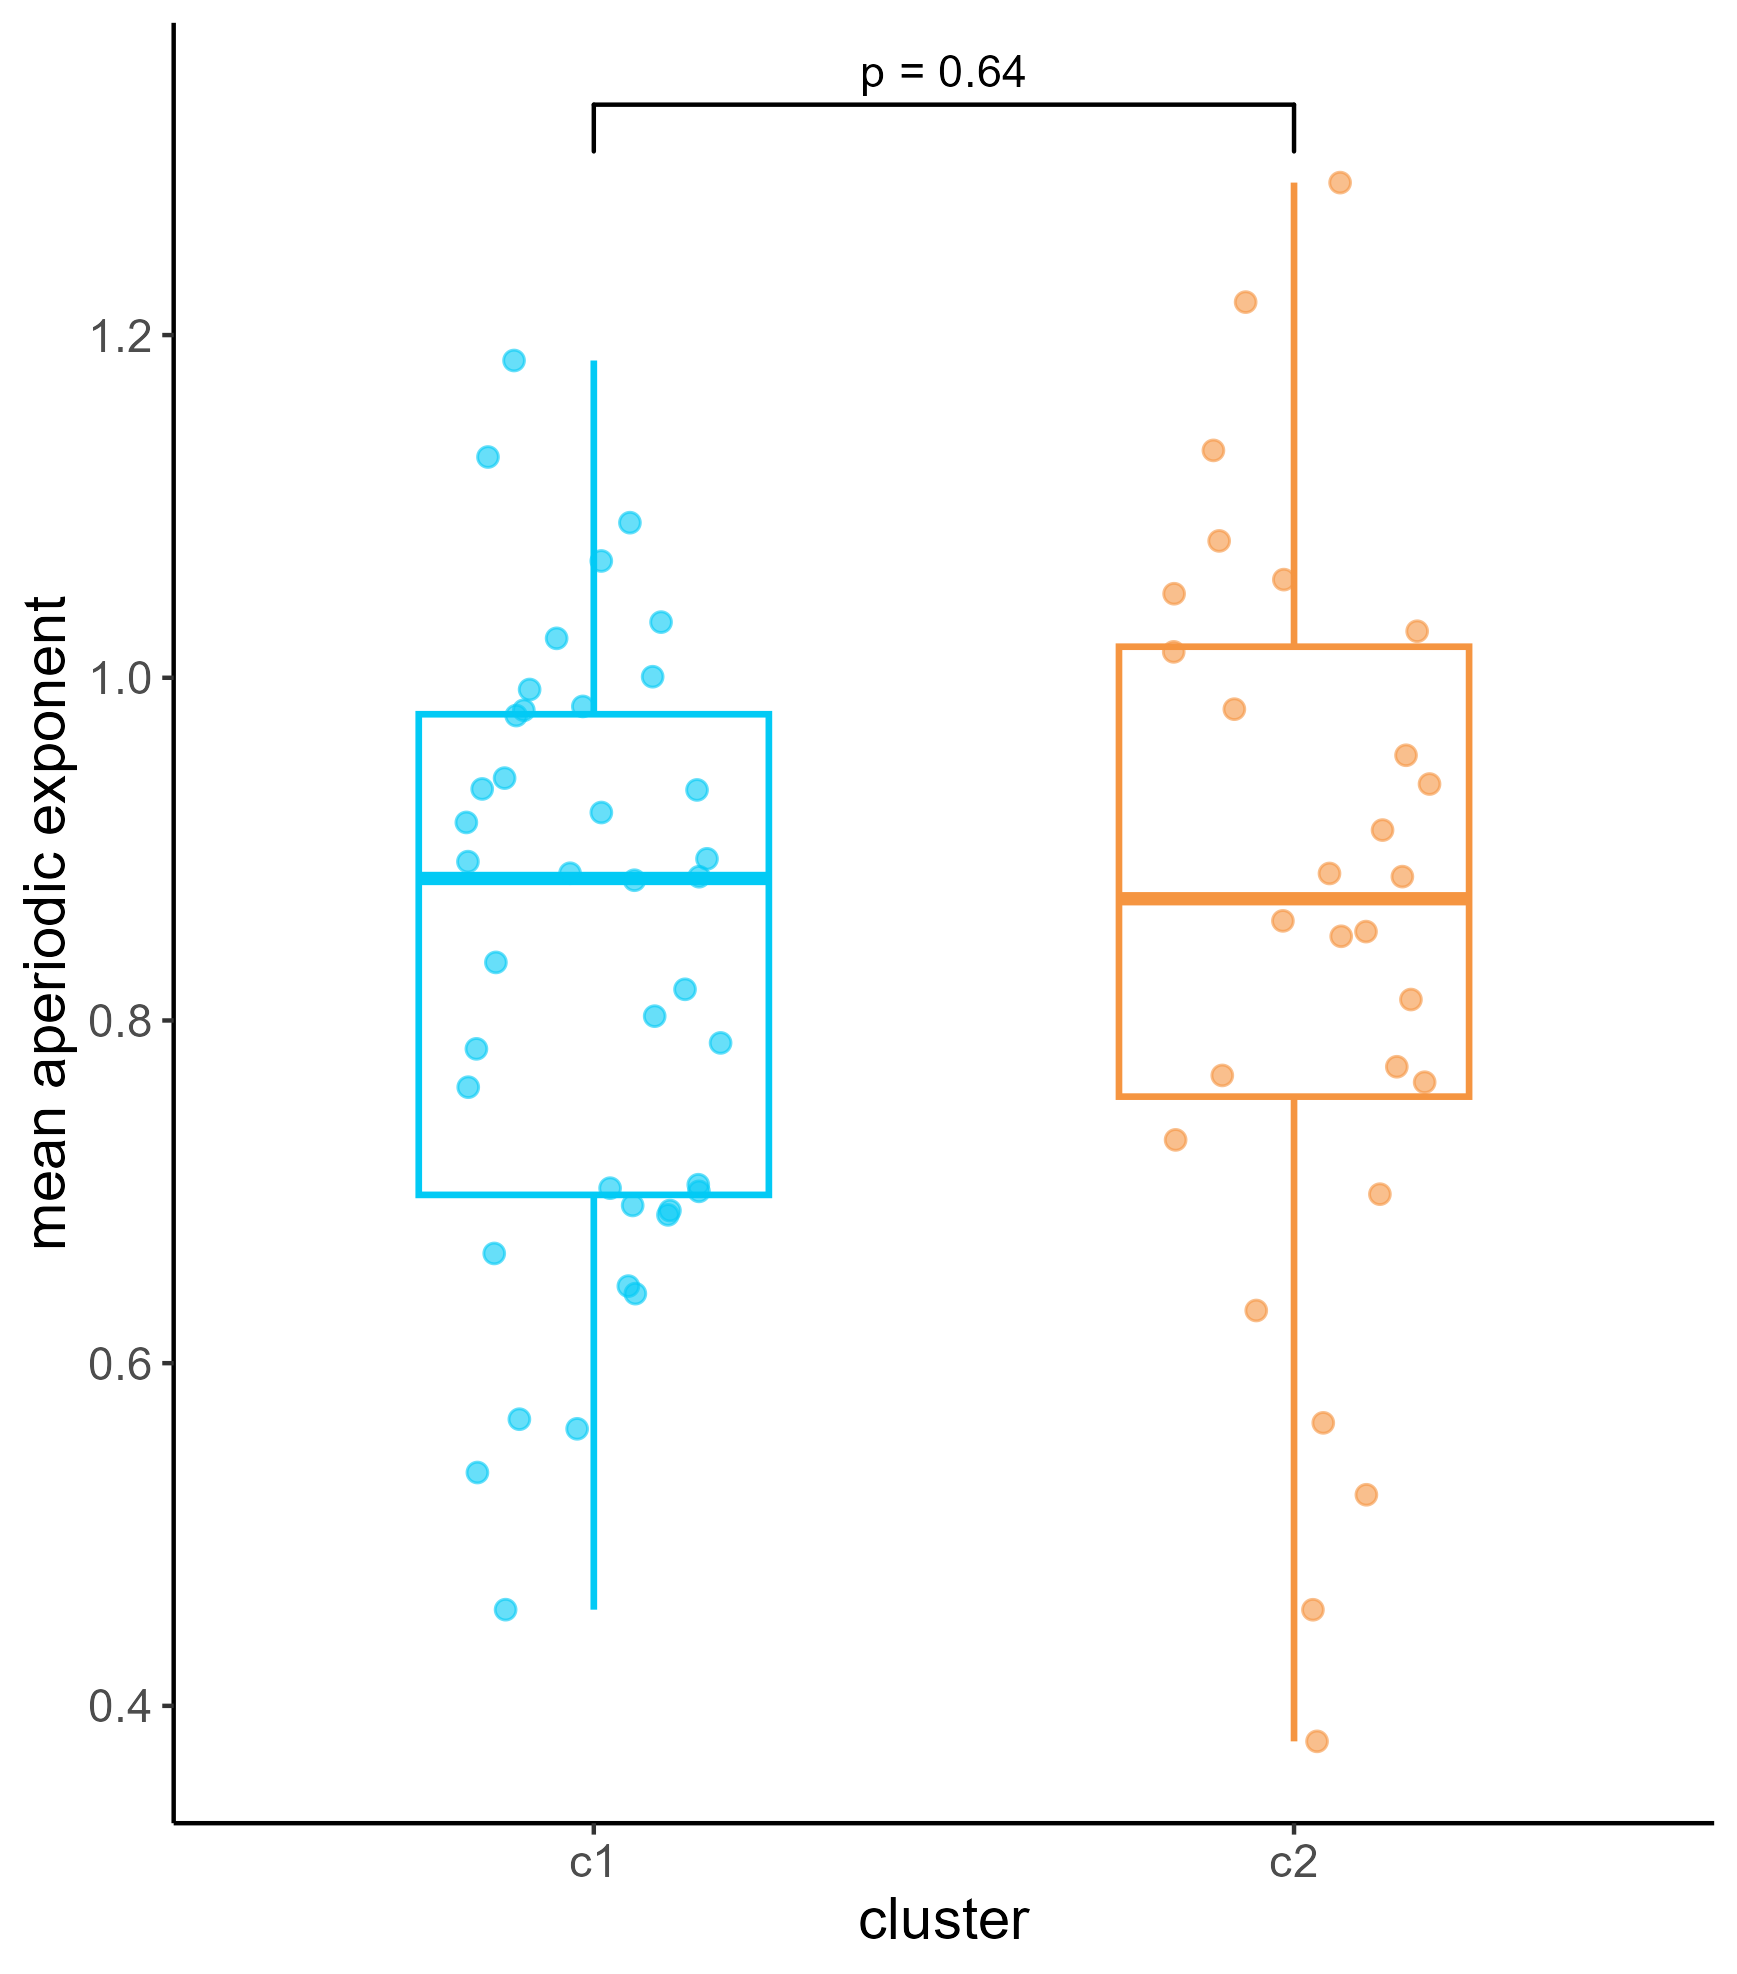 p = 0.64
mean aperiodic exponent
1.2
1.0
0.8
0.6
0.4
c1
c2
cluster